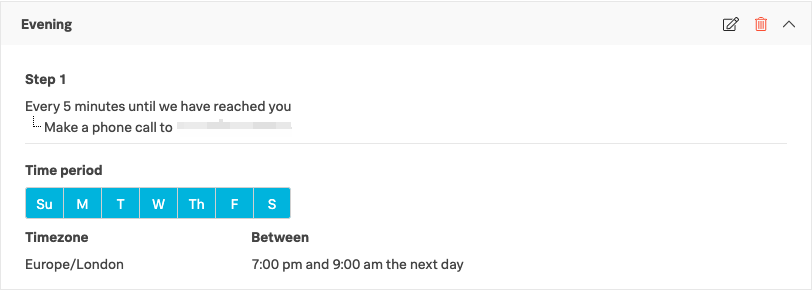 Evening
Step 1
Every 5 minutes until we have reached you
Make a phone call to
Time period
Su M T W Th F S
Timezone Between
Europe/London 7:00 pm and 9:00 am the next day